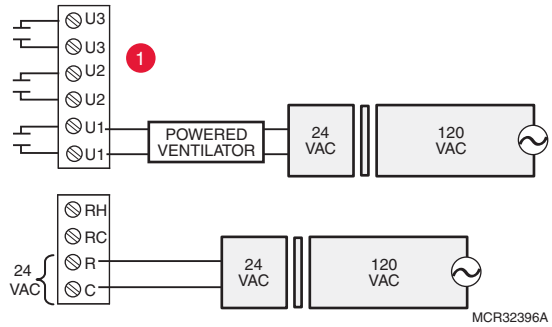 U3
U3
1
U2
U2
U1
U1
POWERED
VENTILATOR
24
VAC
120
VAC
RH
RC
R
C
24
VAC
24
VAC
120
VAC
MCR32396A